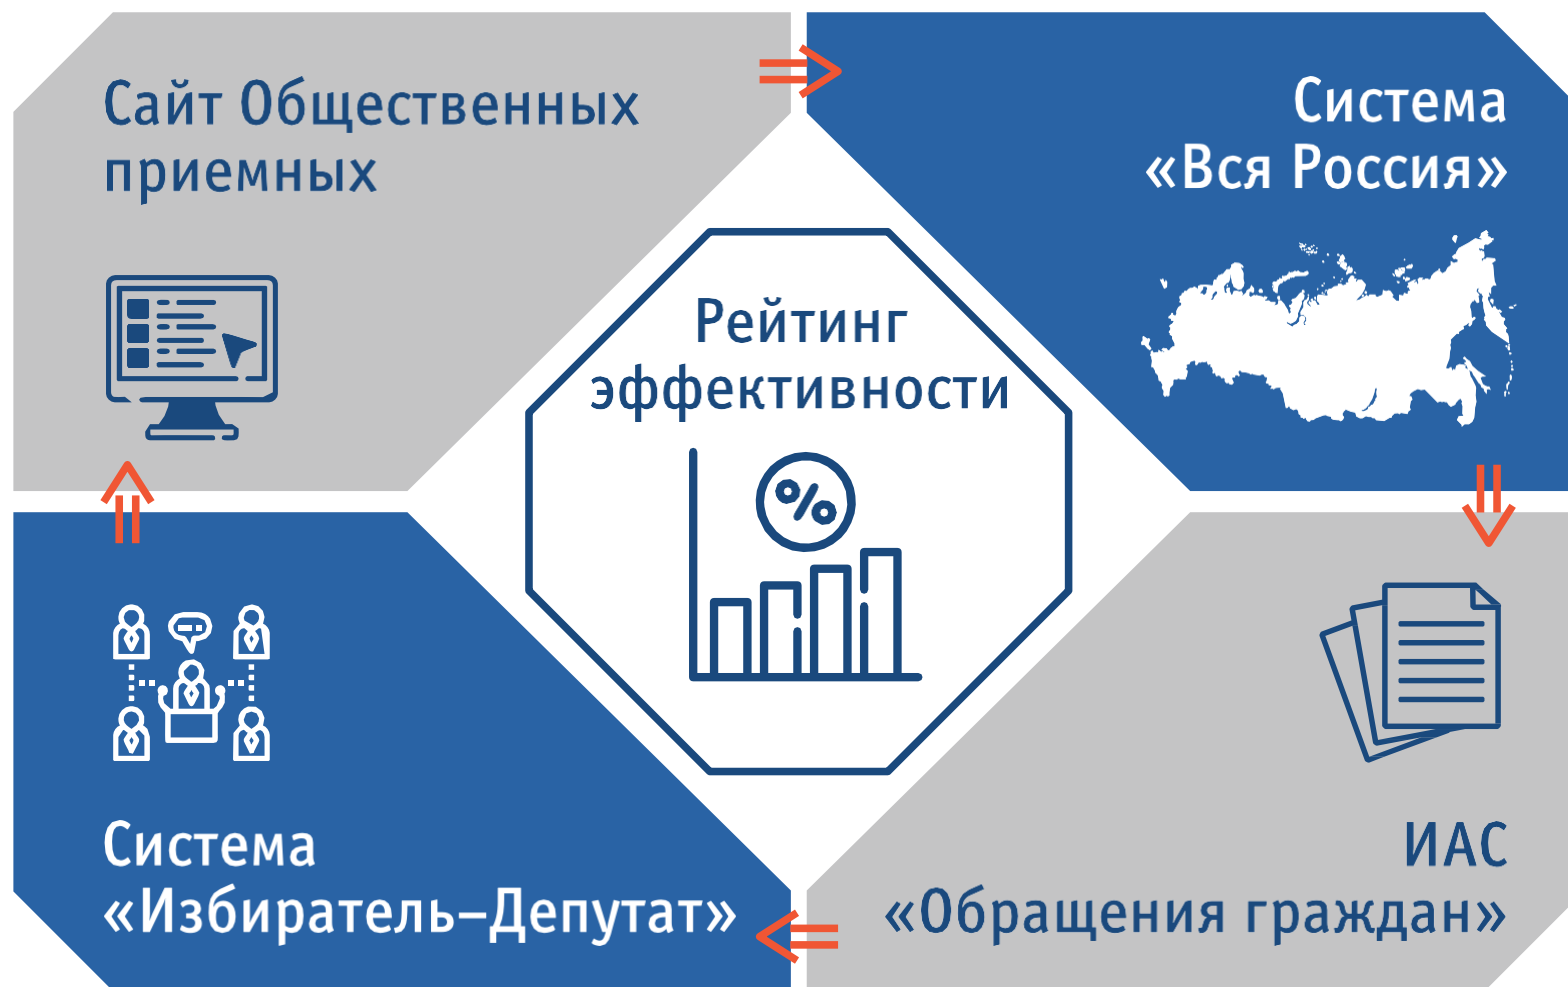 Сайт Общественных
приемных
Система
«Вся Россия»
Рейтинг
эффективности
%
Система
«Избиратель–Депутат»
ИАС
«Обращения граждан»